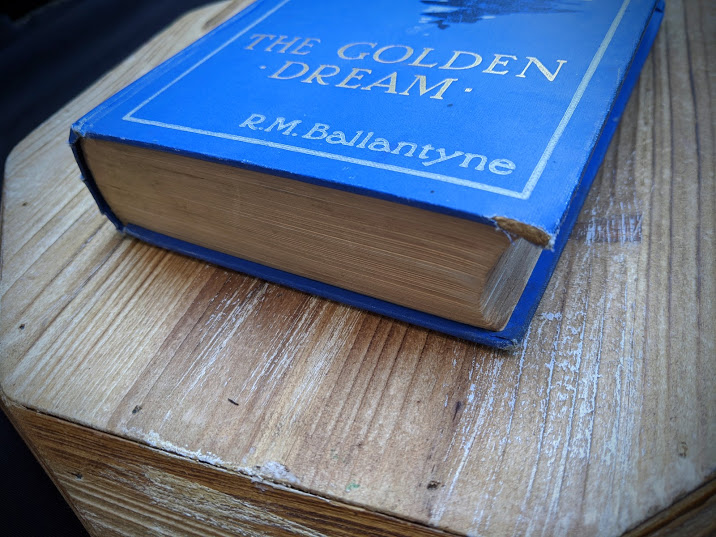 THE GOLDEN
·DREAM·
R.M.Ballantyne